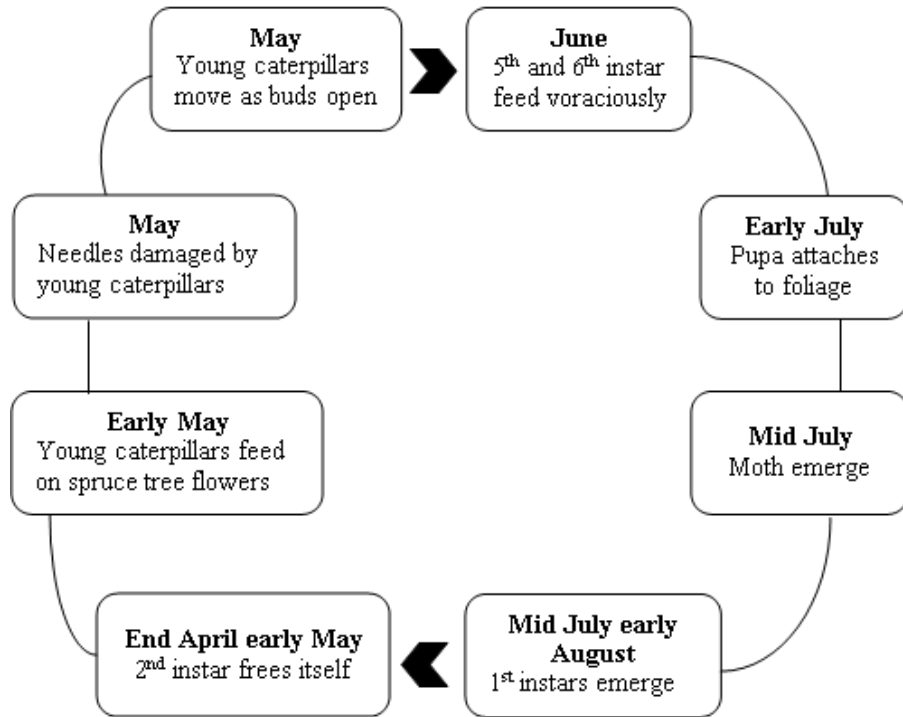 May
Young caterpillars
move as buds open
June
5th and 6th instar
feed voraciously
Early July
Pupa attaches
to foliage
Mid July
Moth emerge
Mid July early
August
1st instars emerge
End April early May
2nd instar frees itself
Early May
Young caterpillars feed
on spruce tree flowers
May
Needles damaged by
young caterpillars